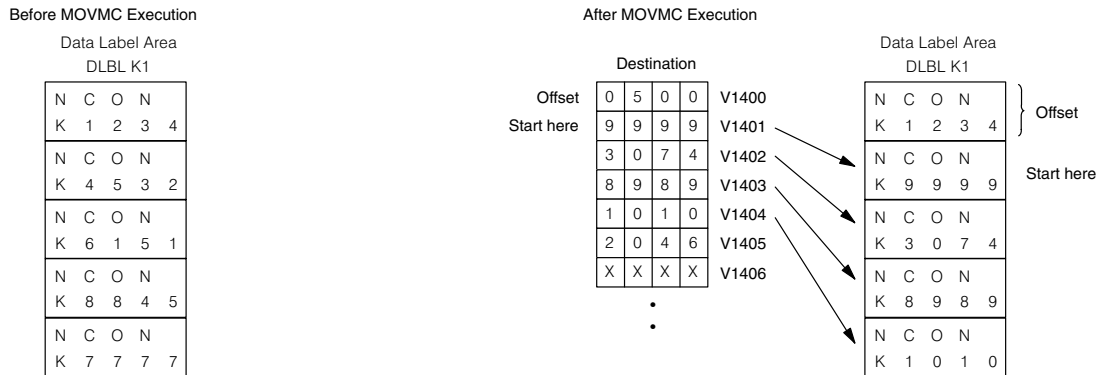 Before MOVMC Execution
Data Label Area
DLBL K1
N C O N
K 1 2 3 4
N C O N
K 4 5 3 2
N C O N
K 6 1 5 1
N C O N
K 8 8 4 5
N C O N
K 7 7 7 7
After MOVMC Execution
Destination
Offset 0 5 0 0 V1400
Start here 9 9 9 9 V1401
3 0 7 4 V1402
8 9 8 9 V1403
1 0 1 0 V1404
2 0 4 6 V1405
X X X X V1406
Data Label Area
DLBL K1
N C O N
K 1 2 3 4
Offset
N C O N
K 9 9 9 9
Start here
N C O N
K 3 0 7 4
N C O N
K 8 9 8 9
N C O N
K 1 0 1 0